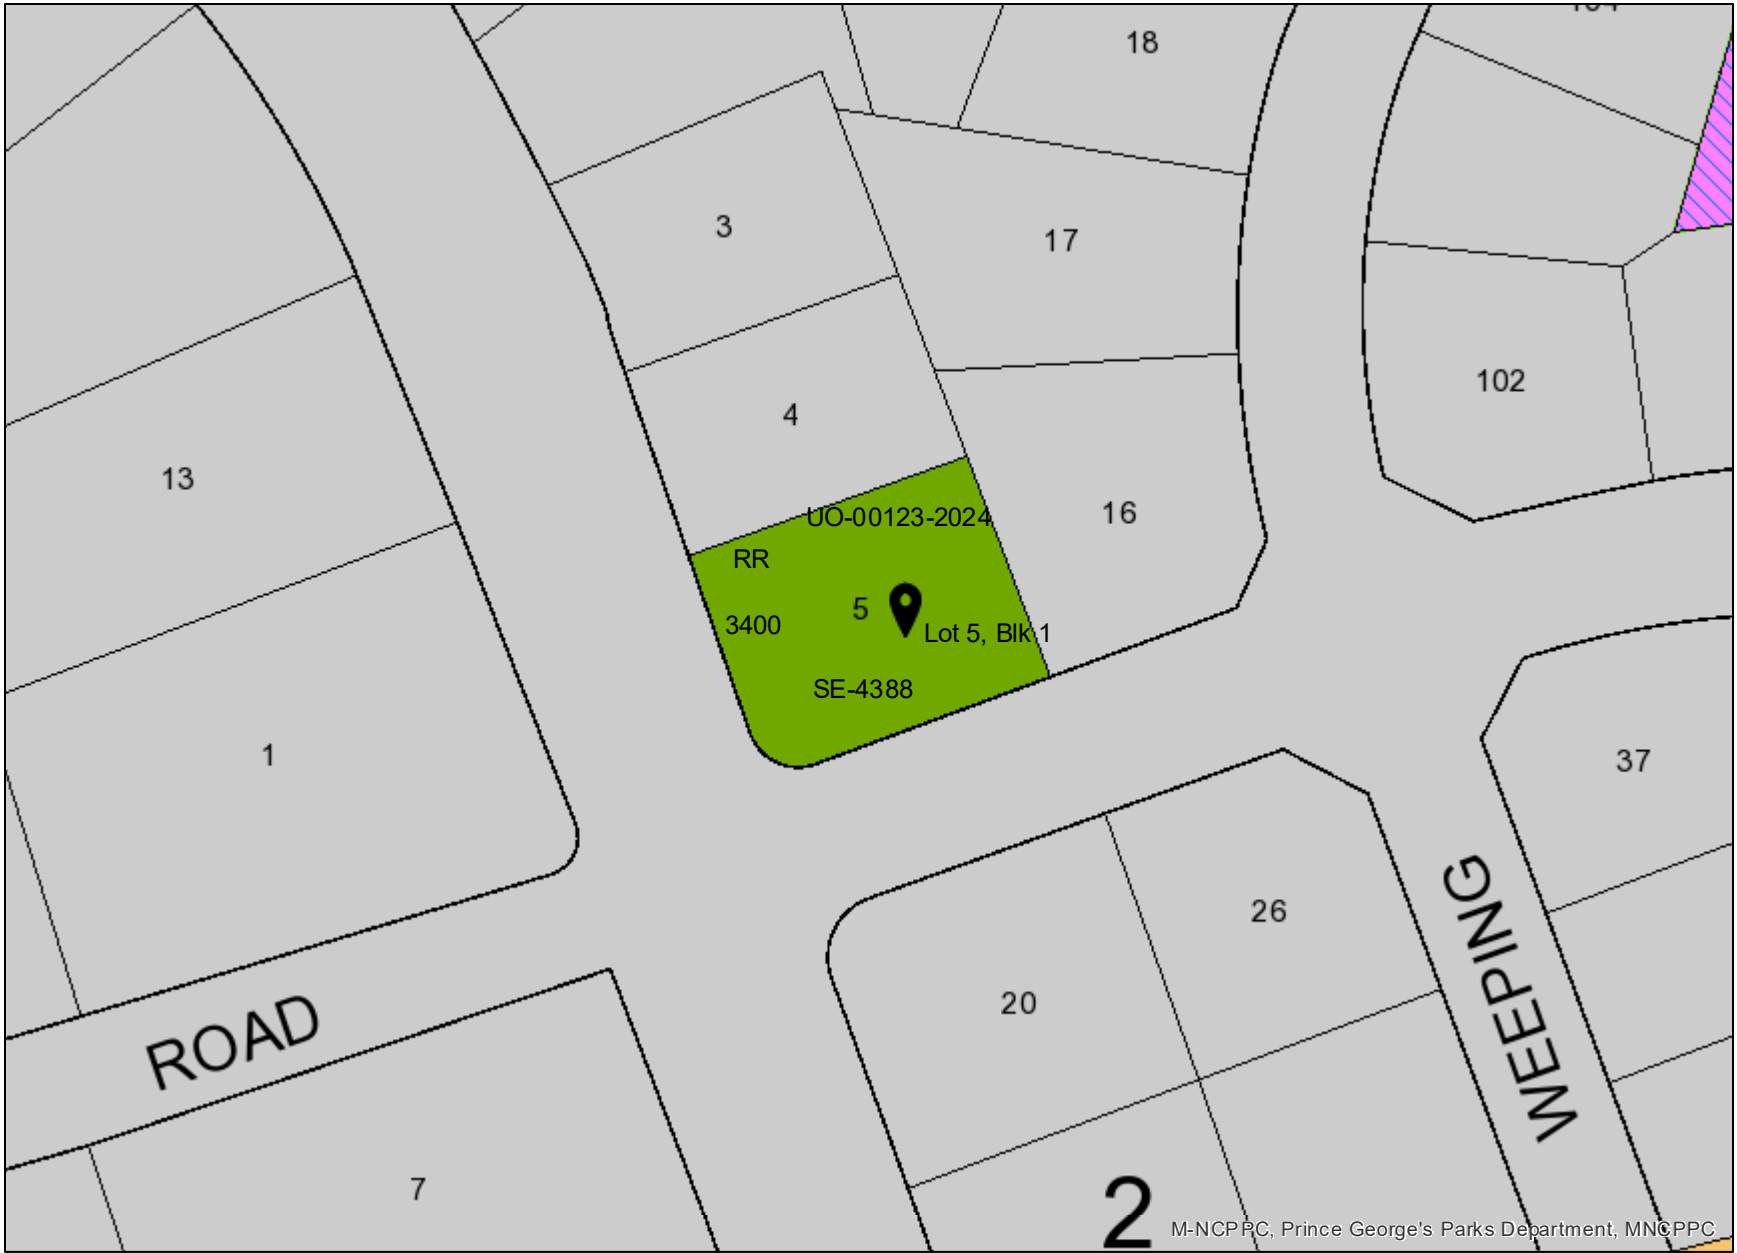 18
3
17
102
4
13
16
UO-00123-2024
RR
5
3400
Lot 5, Blk 1
SE-4388
1
37
26
WEEPING
20
ROAD
7
2
M-NCPPC, Prince George's Parks Department, MNCPPC